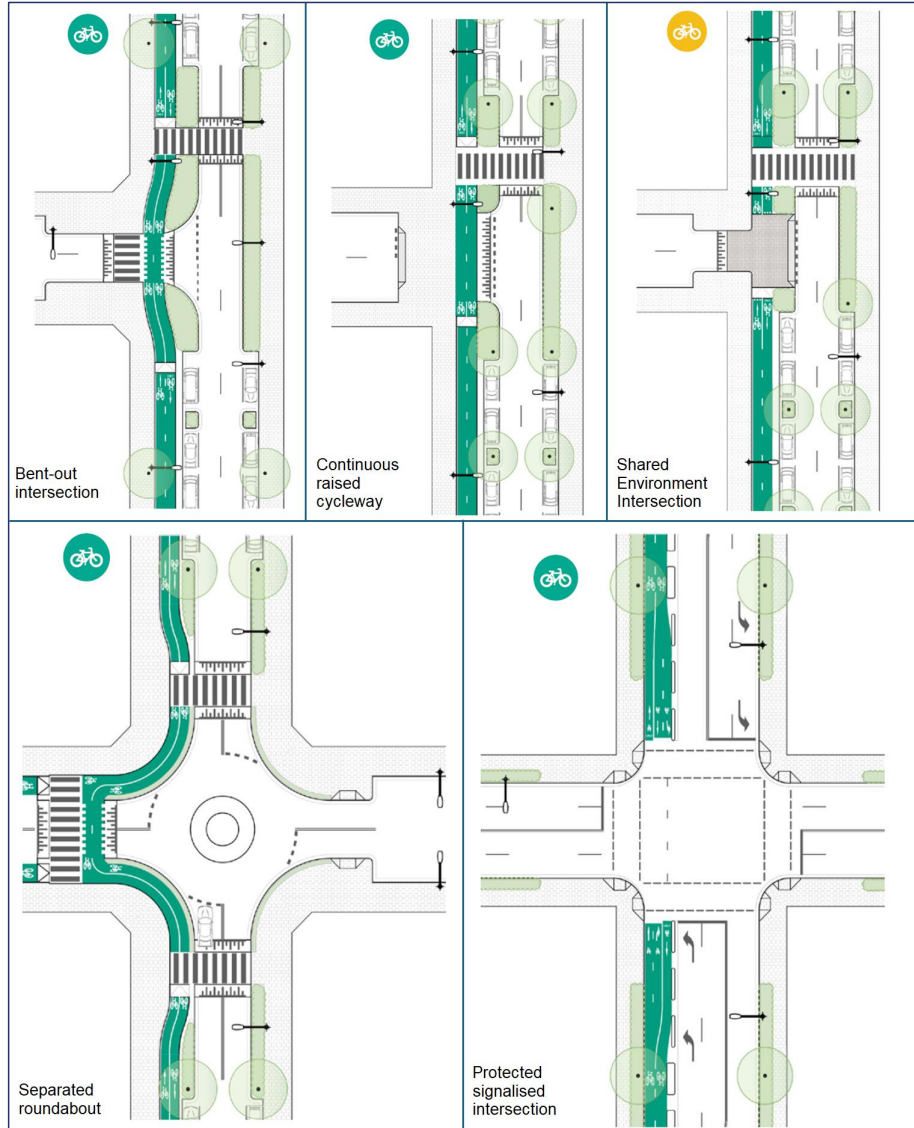 Bent-out
intersection
Continuous
raised
cycleway
Shared
Environment
Intersection
Separated
roundabout
Protected
signalised
intersection